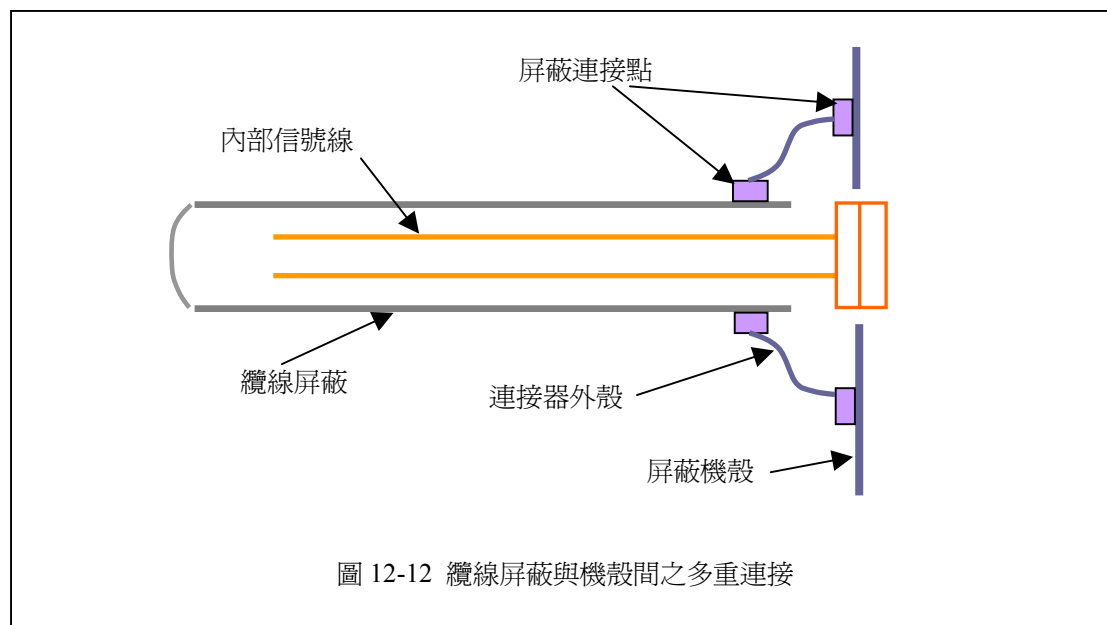 屏蔽連接點
內部信號線
纜線屏蔽
連接器外殼
屏蔽機殼
圖 12-12 纜線屏蔽與機殼間之多重連接